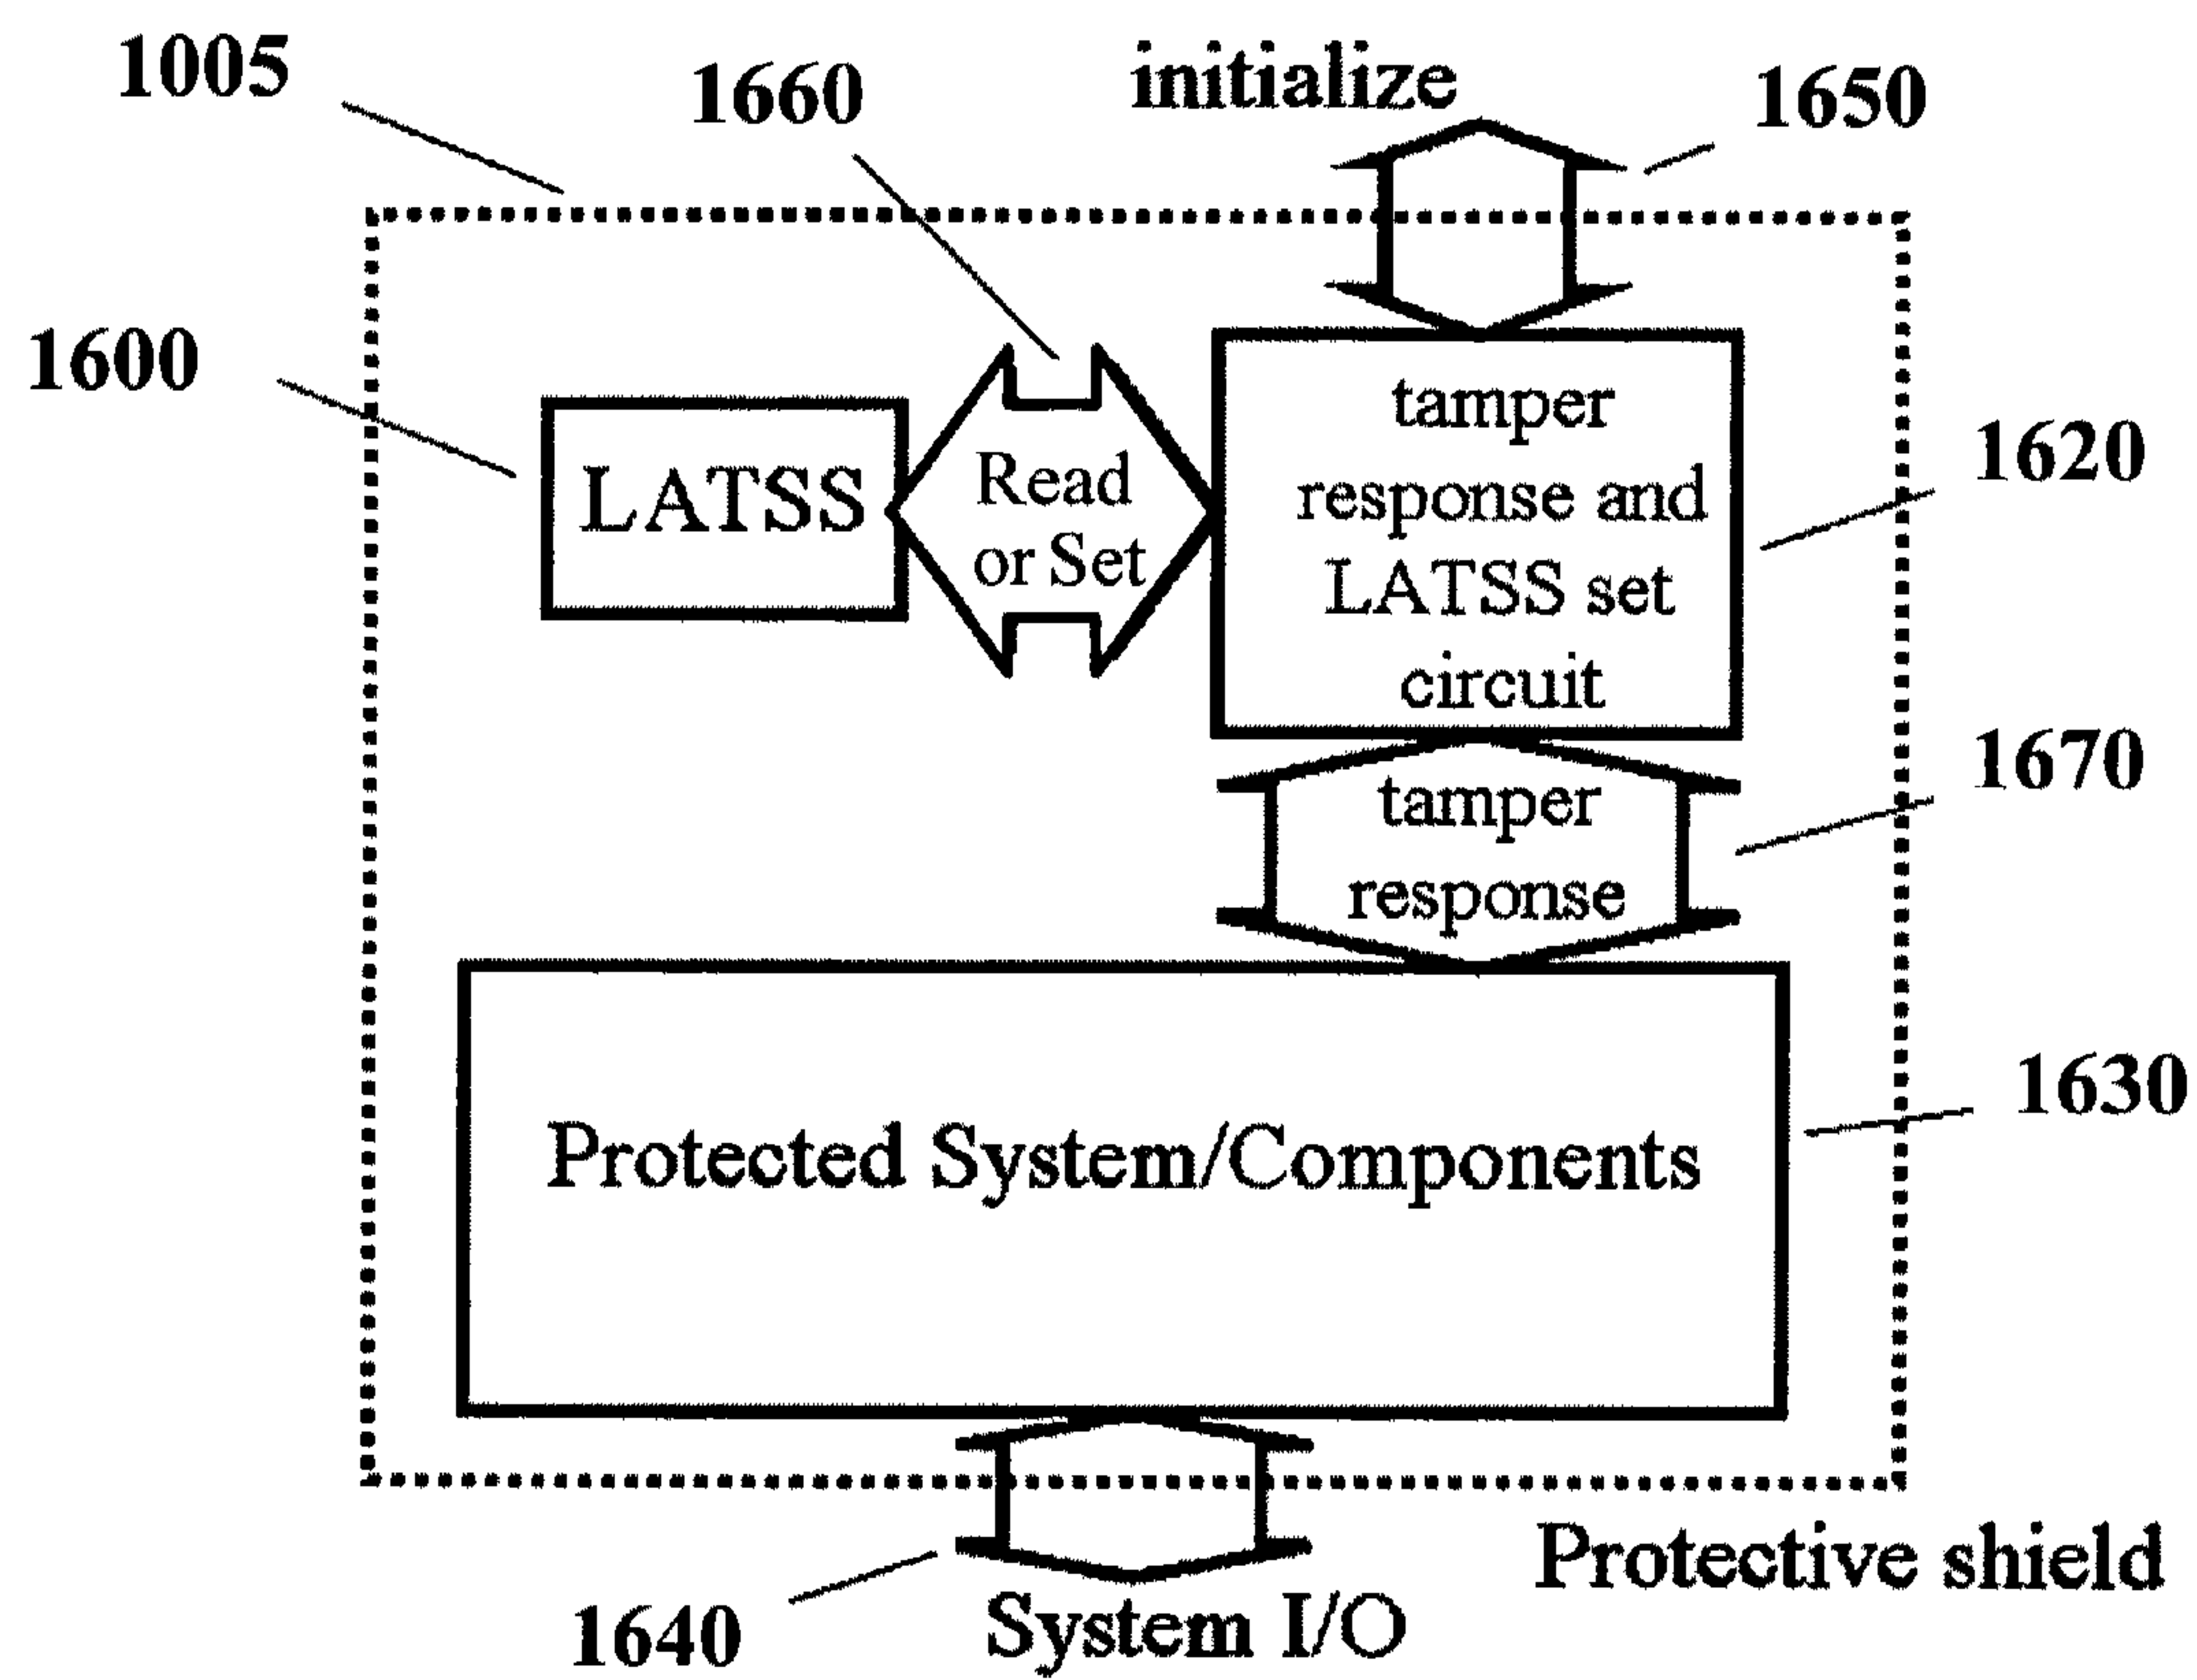 1005
1660
initialize
1650
1600
LATSS
Read
or Set
tamper
response and
LATSS set
circuit
1620
tamper
response
1670
Protected System/Components
1630
Protective shield
1640
System I/O